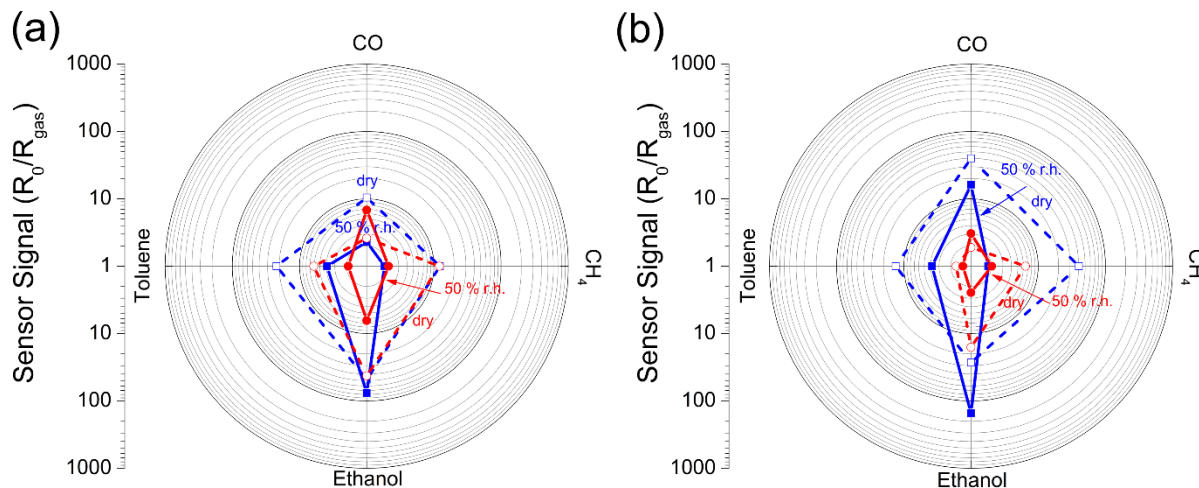 (a)
CO
1000
100
10
1
10
100
1000
Sensor Signal (R0/Rgas)
Toluene
dry
50 % r.h.
50 % r.h.
dry
CH4
Ethanol
(b)
CO
1000
100
10
1
10
100
1000
Sensor Signal (R0/Rgas)
Toluene
50 % r.h.
dry
50 % r.h.
dry
CH4
Ethanol